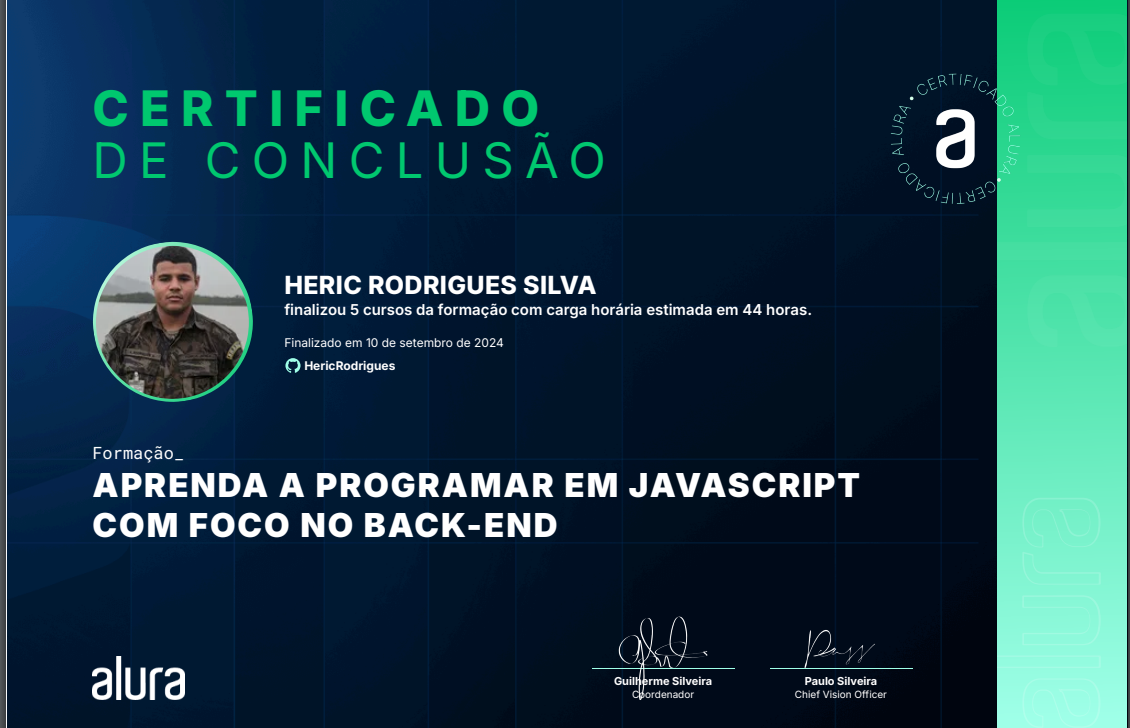 CERTIFICADO
DE CONCLUSÃO
CERTIFICADO ALURA • CERTIFICADO ALURA •
a
HERIC RODRIGUES SILVA
finalizou 5 cursos da formação com carga horária estimada em 44 horas.
Finalizado em 10 de setembro de 2024
HericRodrigues
Formação_
APRENDA A PROGRAMAR EM JAVASCRIPT
COM FOCO NO BACK-END
alura
Guilherme Silveira
Coordenador
Paulo Silveira
Chief Vision Officer
alura
alura